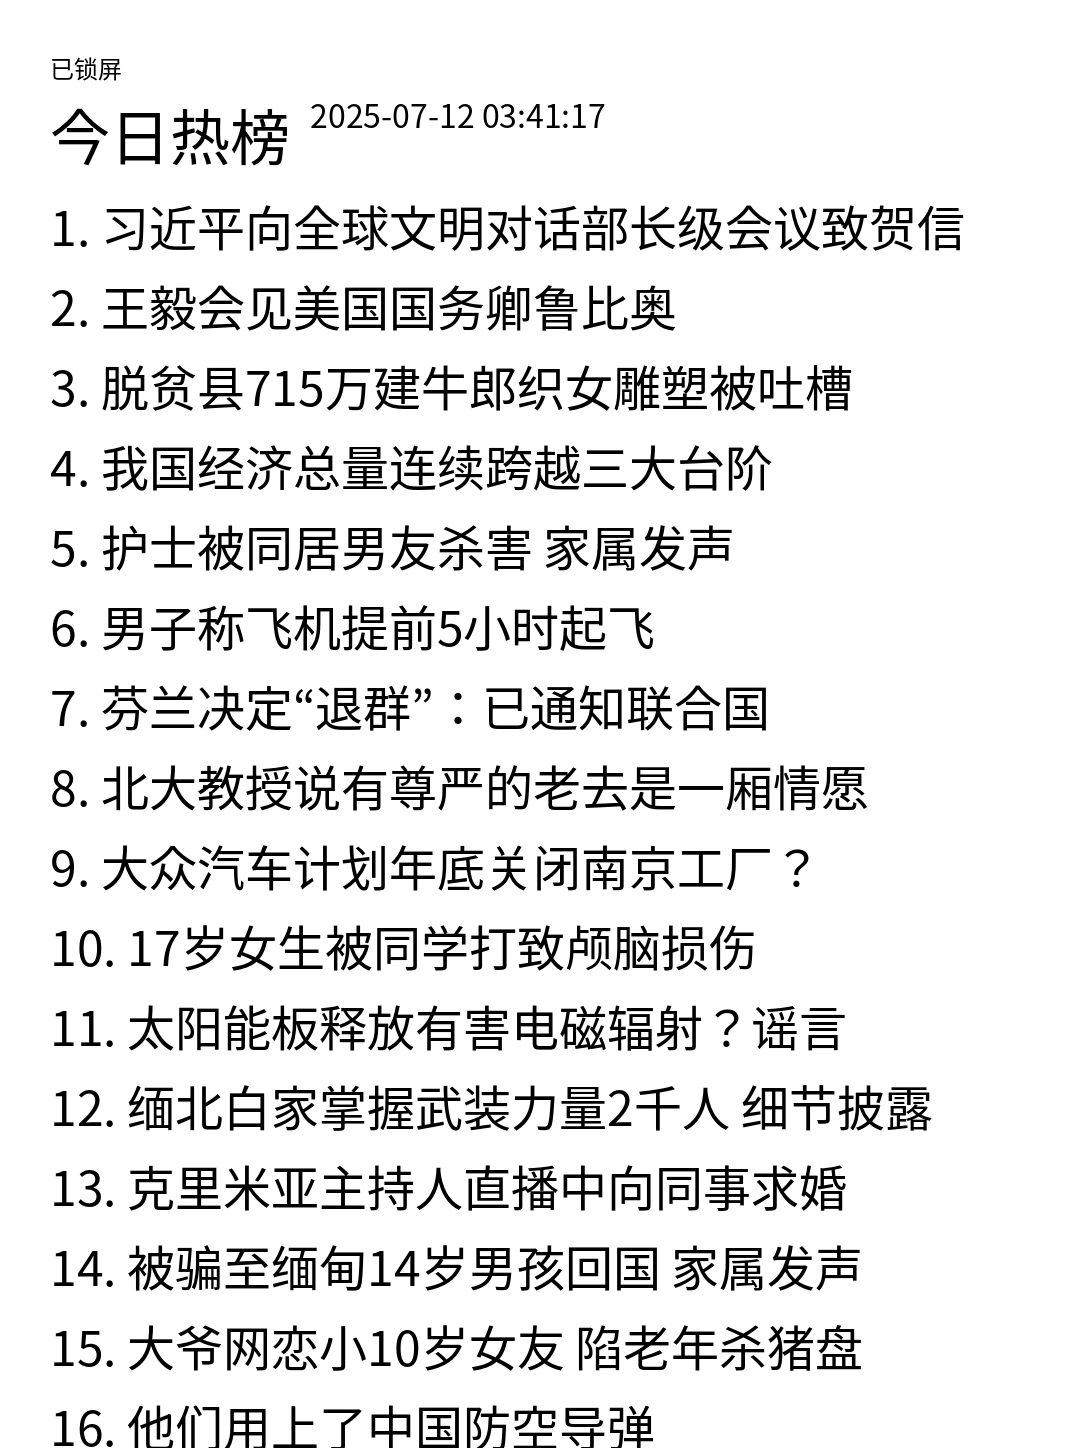 已锁屏
今日热榜 2025-07-12 03:41:17
1. 习近平向全球文明对话部长级会议致贺信
2. 王毅会见美国国务卿鲁比奥
3. 脱贫县715万建牛郎织女雕塑被吐槽
4. 我国经济总量连续跨越三大台阶
5. 护士被同居男友杀害 家属发声
6. 男子称飞机提前5小时起飞
7. 芬兰决定“退群”：已通知联合国
8. 北大教授说有尊严的老去是一厢情愿
9. 大众汽车计划年底关闭南京工厂？
10. 17岁女生被同学打致颅脑损伤
11. 太阳能板释放有害电磁辐射？谣言
12. 缅北白家掌握武装力量2千人 细节披露
13. 克里米亚主持人直播中向同事求婚
14. 被骗至缅甸14岁男孩回国 家属发声
15. 大爷网恋小10岁女友 陷老年杀猪盘
16. 他们用上了中国防空导弹